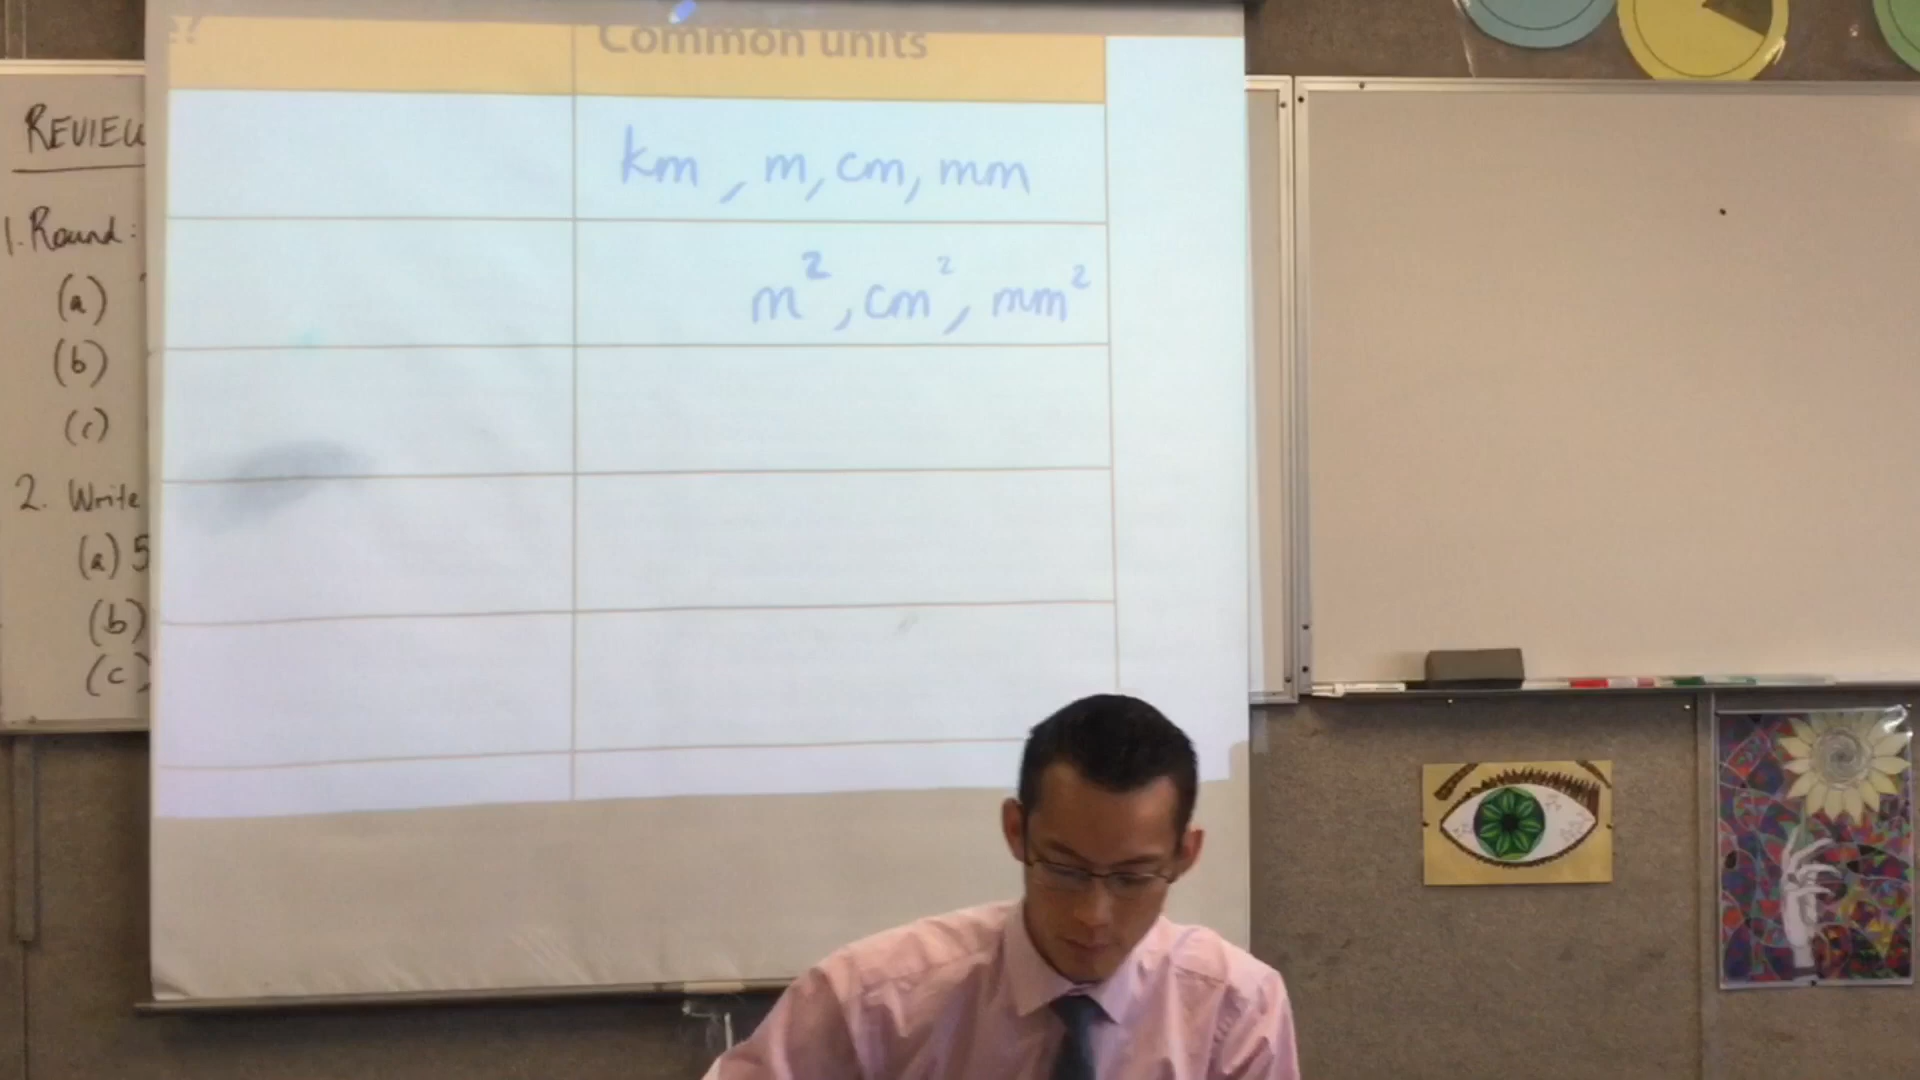 e?
Common units
km, m, cm, mm
m², cm², mm²
REVIEW
1. Round:
(a)
(b)
(c)
2. Write
(a) 5
(b)
(c)